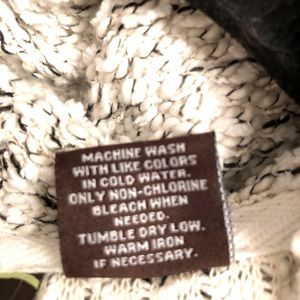 MACHINE WASH
WITH LIKE COLORS
IN COLD WATER.
ONLY NON-CHLORINE
BLEACH WHEN
NEEDED.
TUMBLE DRY LOW.
WARM IRON
IF NECESSARY.